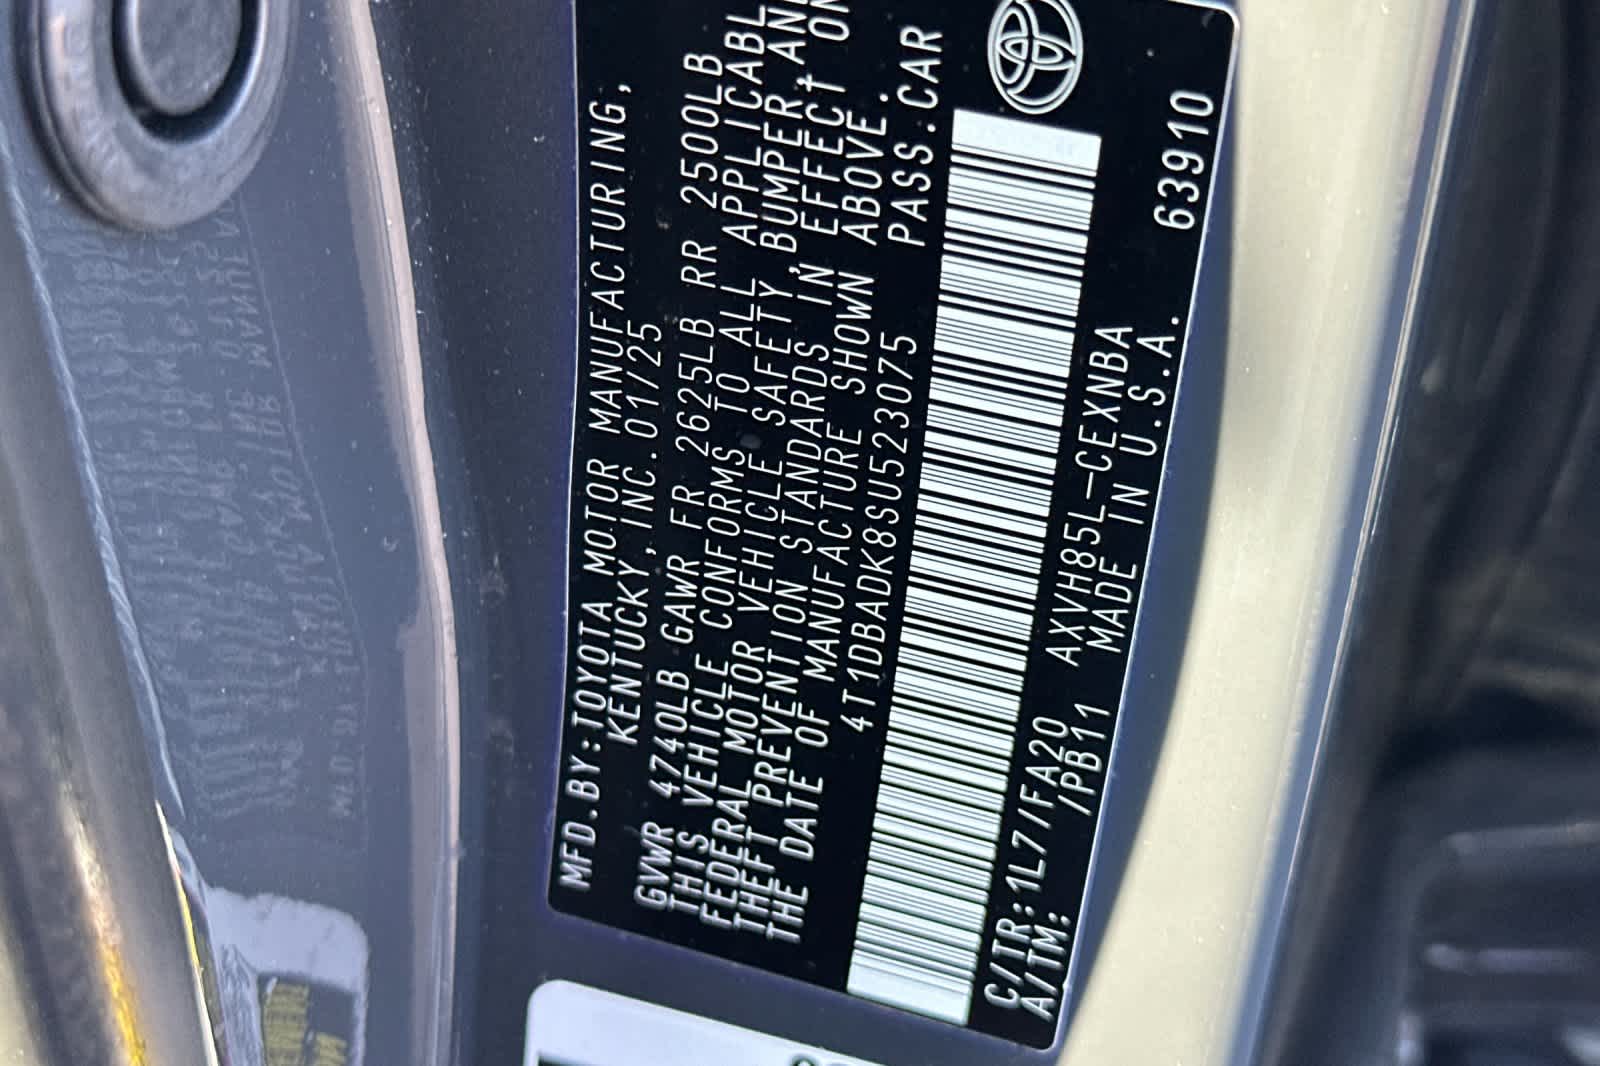 MFD.BY:TOYOTA MOTOR MANUFACTURING,
KENTUCKY,INC.01/25
GVWR 4740LB GAWR FR 2625LB RR 2500LB
THIS VEHICLE CONFORMS TO ALL APPLICABL
FEDERAL MOTOR VEHICLE SAFETY,BUMPER,AND
THEFT PREVENTION STANDARDS IN EFFECT ON
THE DATE OF MANUFACTURE SHOWN ABOVE.
4T1DBADK8SU523075 PASS.CAR
C/TR:1L7/FA20 AXVH85L-CEXNBA 63910
A/TM: /PB11 MADE IN U.S.A.